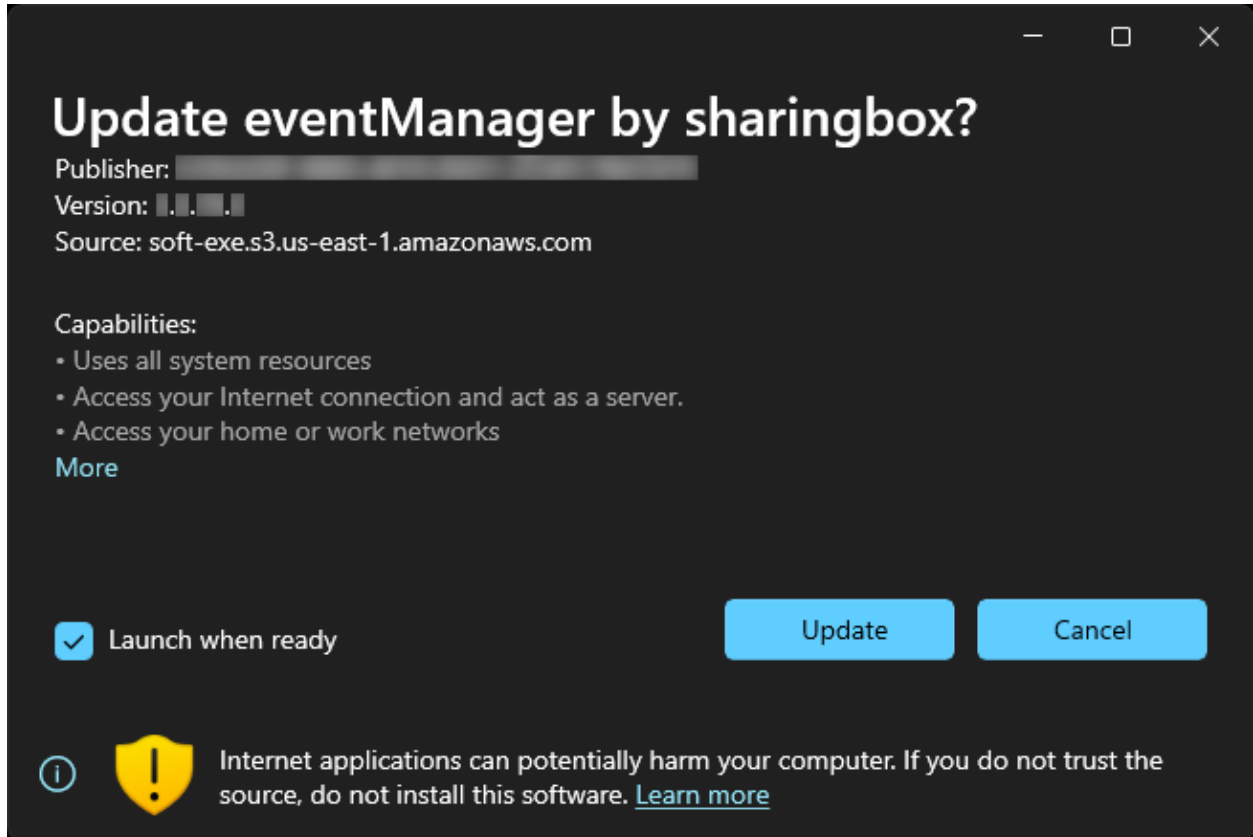 Update eventManager by sharingbox?
Publisher:
Version:
Source: soft-exe.s3.us-east-1.amazonaws.com
Capabilities:
• Uses all system resources
• Access your Internet connection and act as a server.
• Access your home or work networks
More
Launch when ready
Update
Cancel
Internet applications can potentially harm your computer. If you do not trust the
source, do not install this software. Learn more